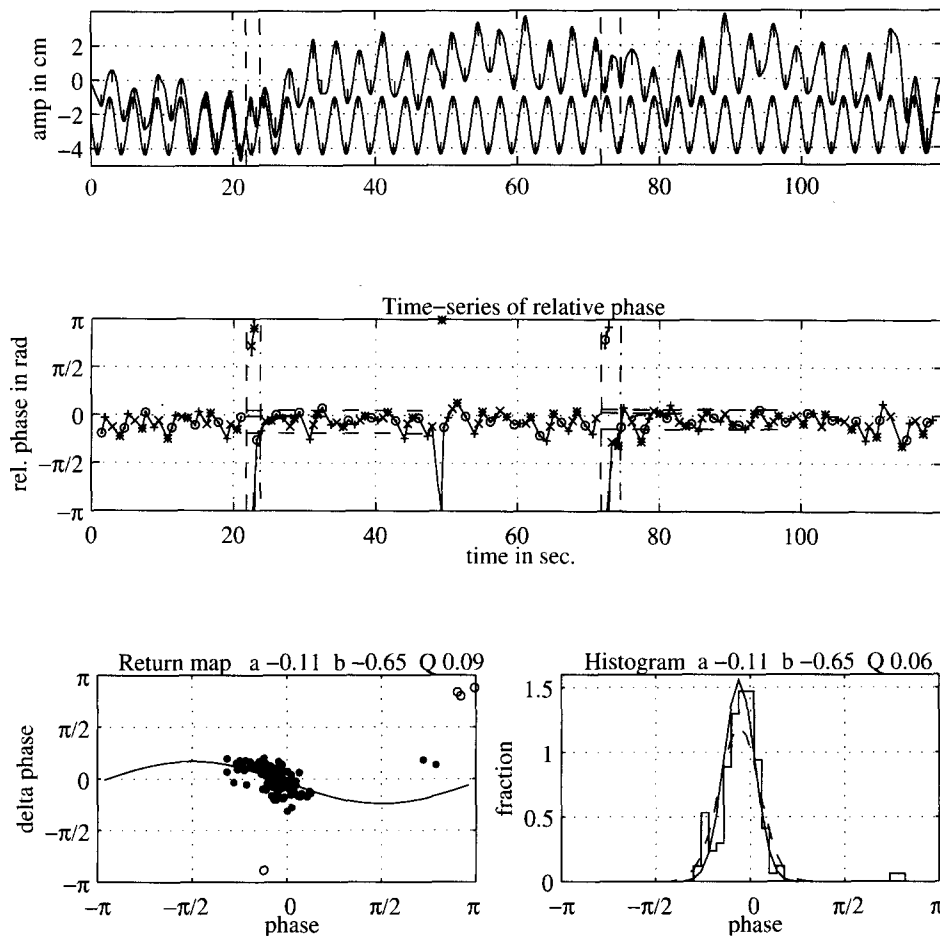 2
0
−2
−4
amp in cm
0 20 40 60 80 100
Time−series of relative phase
π
π/2
0
−π/2
−π
rel. phase in rad
0 20 40 60 80 100
time in sec.
Return map a −0.11 b −0.65 Q 0.09
π
π/2
0
−π/2
−π
delta phase
−π −π/2 0 π/2 π
phase
Histogram a −0.11 b −0.65 Q 0.06
1.5
1
0.5
0
fraction
−π −π/2 0 π/2 π
phase